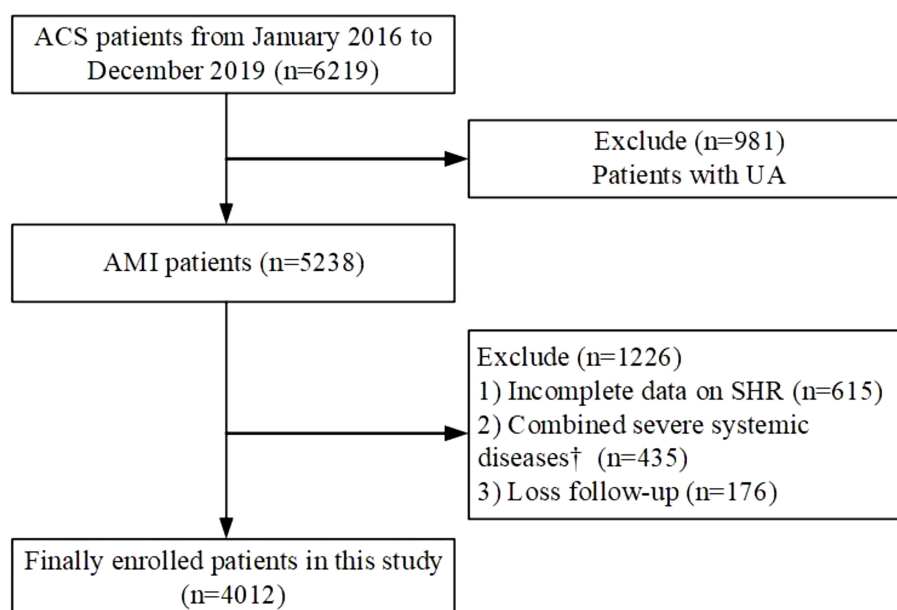 ACS patients from January 2016 to
December 2019 (n=6219)
Exclude (n=981)
Patients with UA
AMI patients (n=5238)
Exclude (n=1226)
1) Incomplete data on SHR (n=615)
2) Combined severe systemic
diseases† (n=435)
3) Loss follow-up (n=176)
Finally enrolled patients in this study
(n=4012)